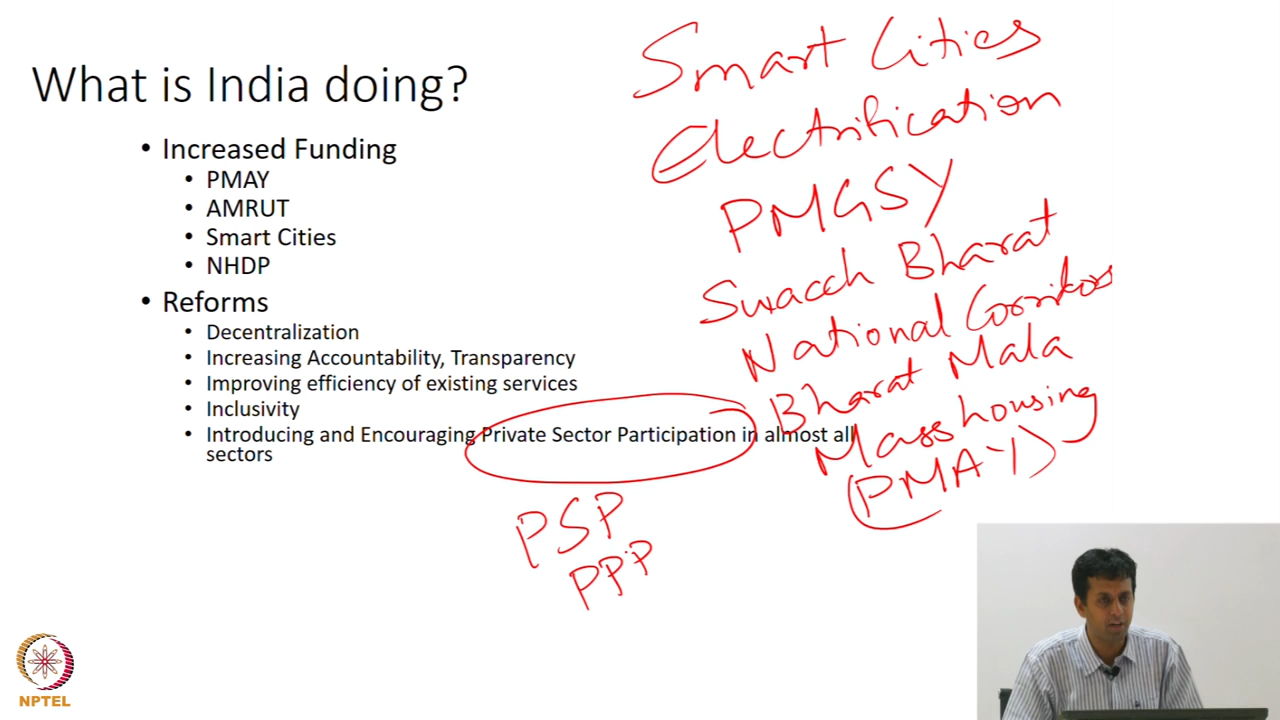 What is India doing?
• Increased Funding
• PMAY
• AMRUT
• Smart Cities
• NHDP
• Reforms
• Decentralization
• Increasing Accountability, Transparency
• Improving efficiency of existing services
• Inclusivity
• Introducing and Encouraging Private Sector Participation in almost all
sectors
Smart Cities
Electrification
PMGSY
Swacch Bharat
National Corridors
Bharat Mala
Mass housing
(PMAY)
PSP
PPP
NPTEL